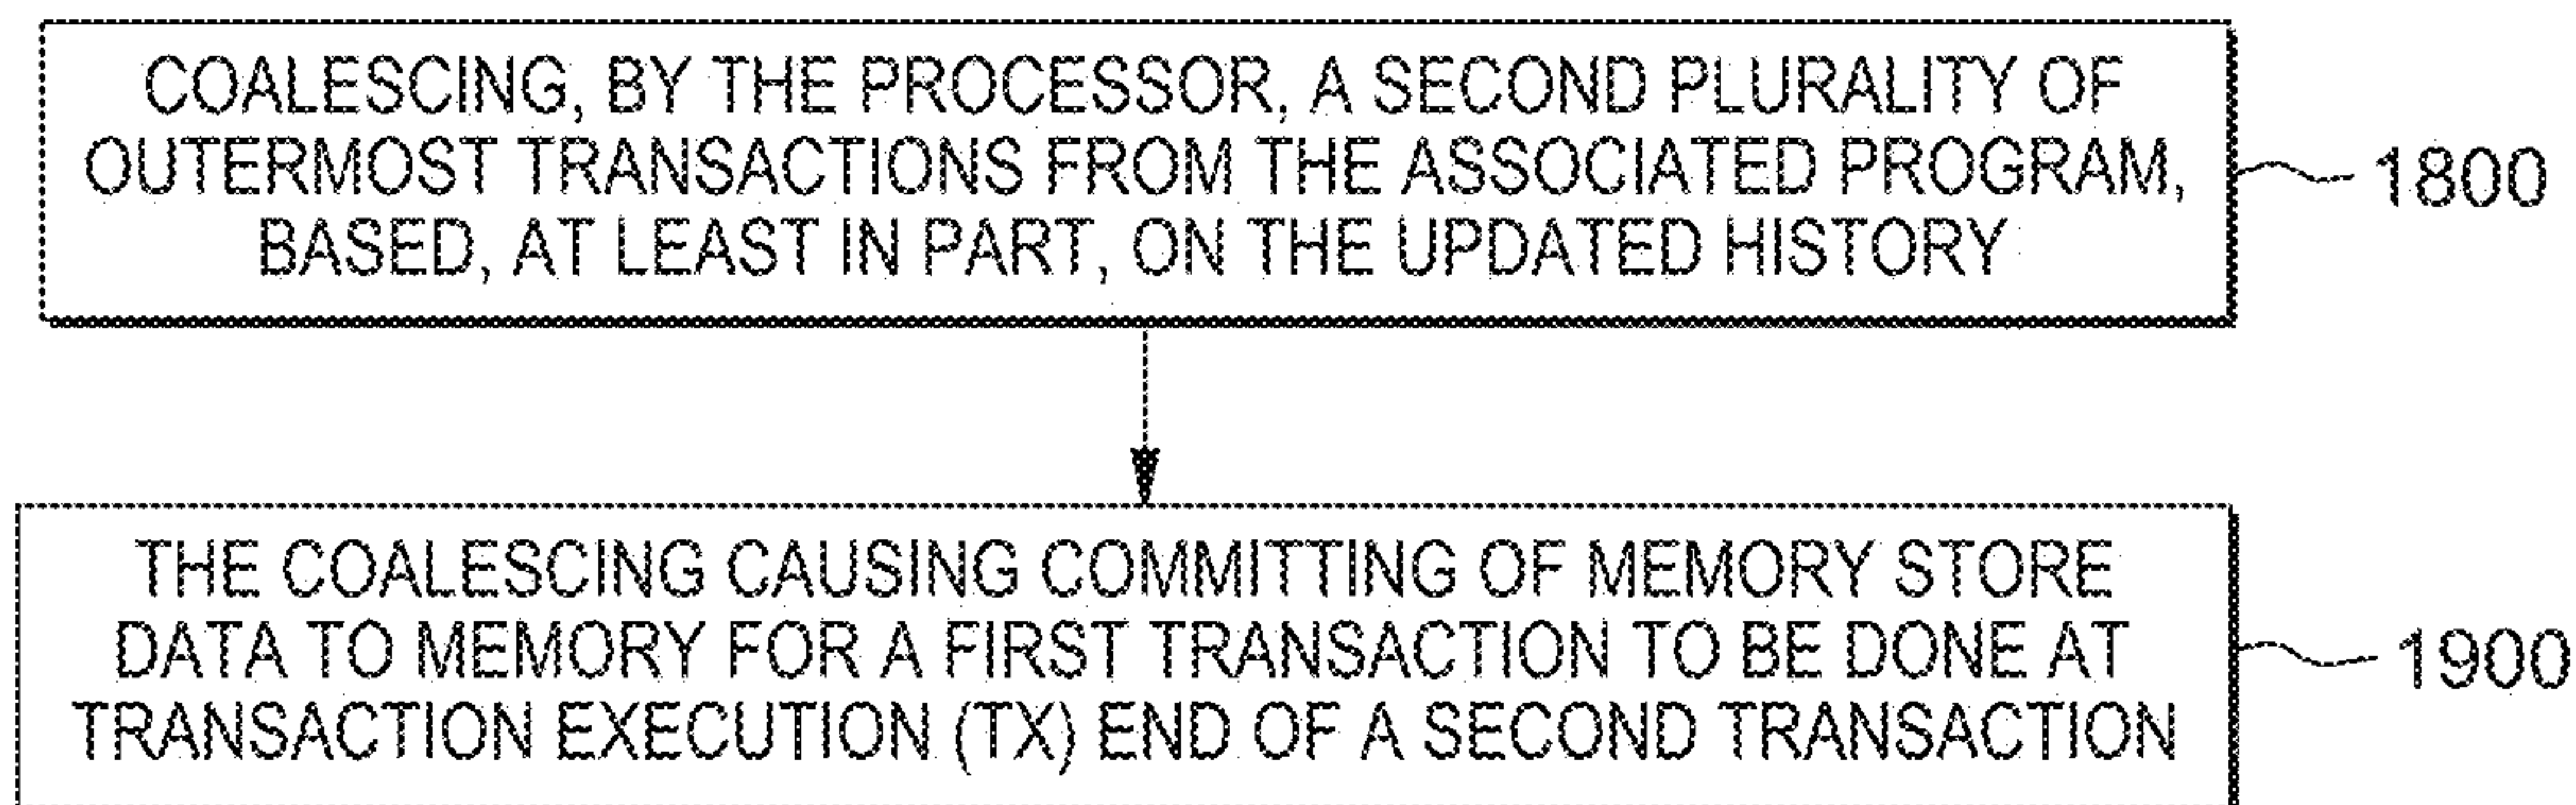 COALESCING, BY THE PROCESSOR, A SECOND PLURALITY OF
OUTERMOST TRANSACTIONS FROM THE ASSOCIATED PROGRAM,
BASED, AT LEAST IN PART, ON THE UPDATED HISTORY
1800
THE COALESCING CAUSING COMMITTING OF MEMORY STORE
DATA TO MEMORY FOR A FIRST TRANSACTION TO BE DONE AT
TRANSACTION EXECUTION (TX) END OF A SECOND TRANSACTION
1900